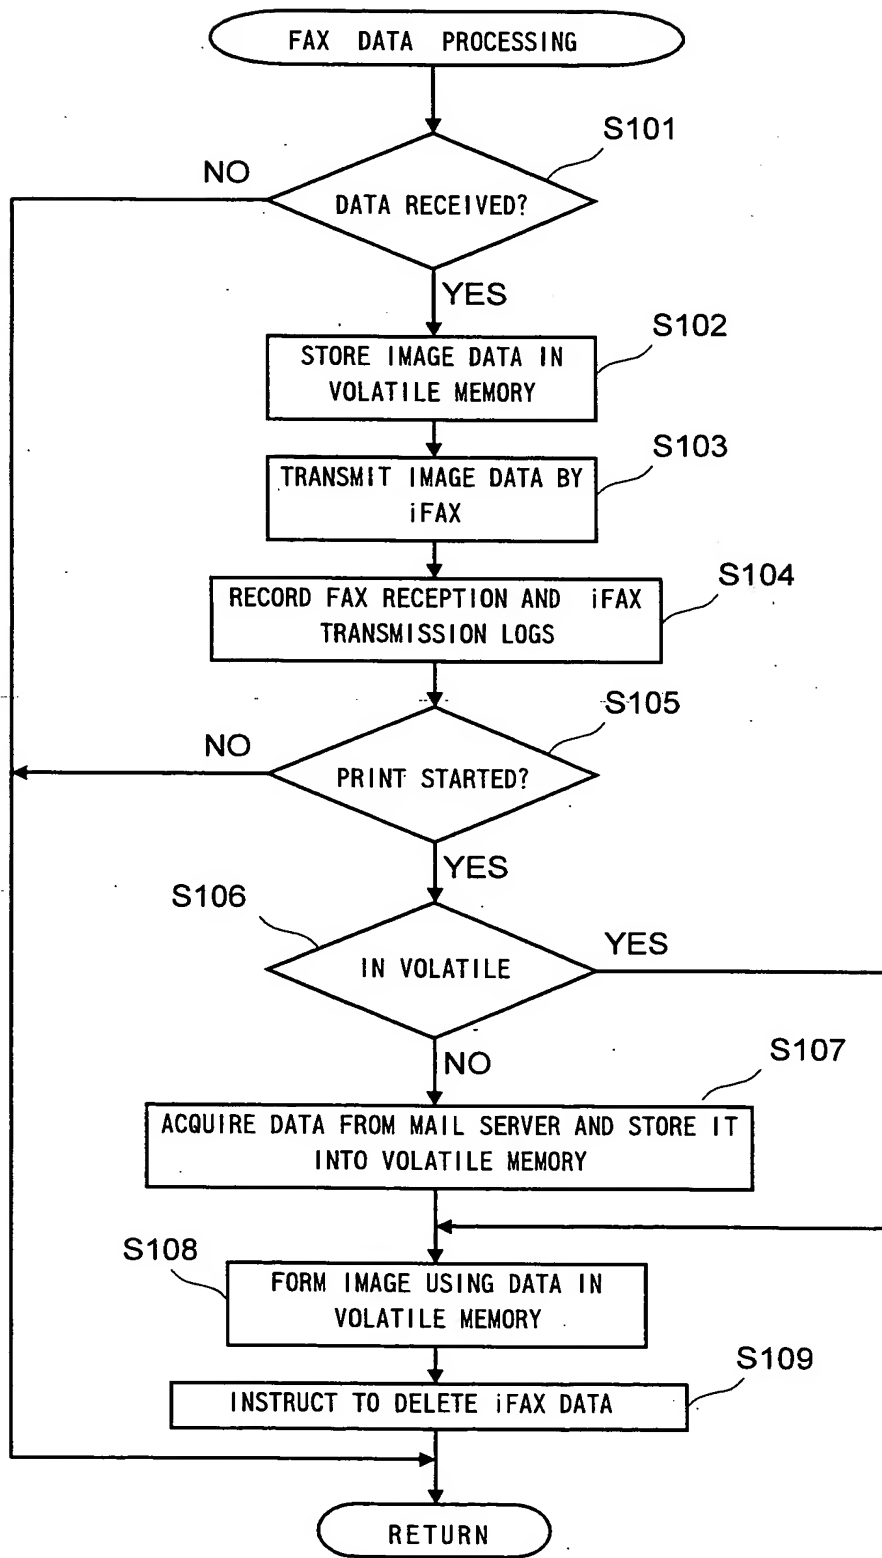 FAX DATA PROCESSING
S101
NO
DATA RECEIVED?
YES
S102
STORE IMAGE DATA IN
VOLATILE MEMORY
S103
TRANSMIT IMAGE DATA BY
iFAX
S104
RECORD FAX RECEPTION AND iFAX
TRANSMISSION LOGS
S105
NO
PRINT STARTED?
YES
S106
YES
IN VOLATILE
NO
S107
ACQUIRE DATA FROM MAIL SERVER AND STORE IT
INTO VOLATILE MEMORY
S108
FORM IMAGE USING DATA IN
VOLATILE MEMORY
S109
INSTRUCT TO DELETE iFAX DATA
RETURN